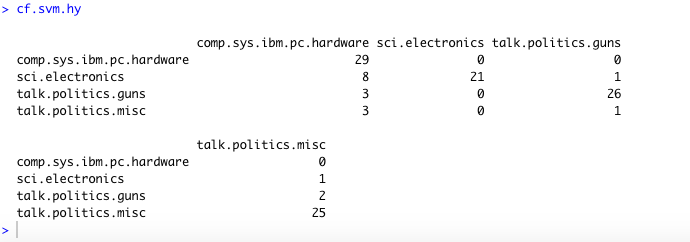 > cf.svm.hy
comp.sys.ibm.pc.hardware sci.electronics talk.politics.guns
comp.sys.ibm.pc.hardware 29 0 0
sci.electronics 8 21 1
talk.politics.guns 3 0 26
talk.politics.misc 3 0 1
talk.politics.misc
comp.sys.ibm.pc.hardware 0
sci.electronics 1
talk.politics.guns 2
talk.politics.misc 25
>